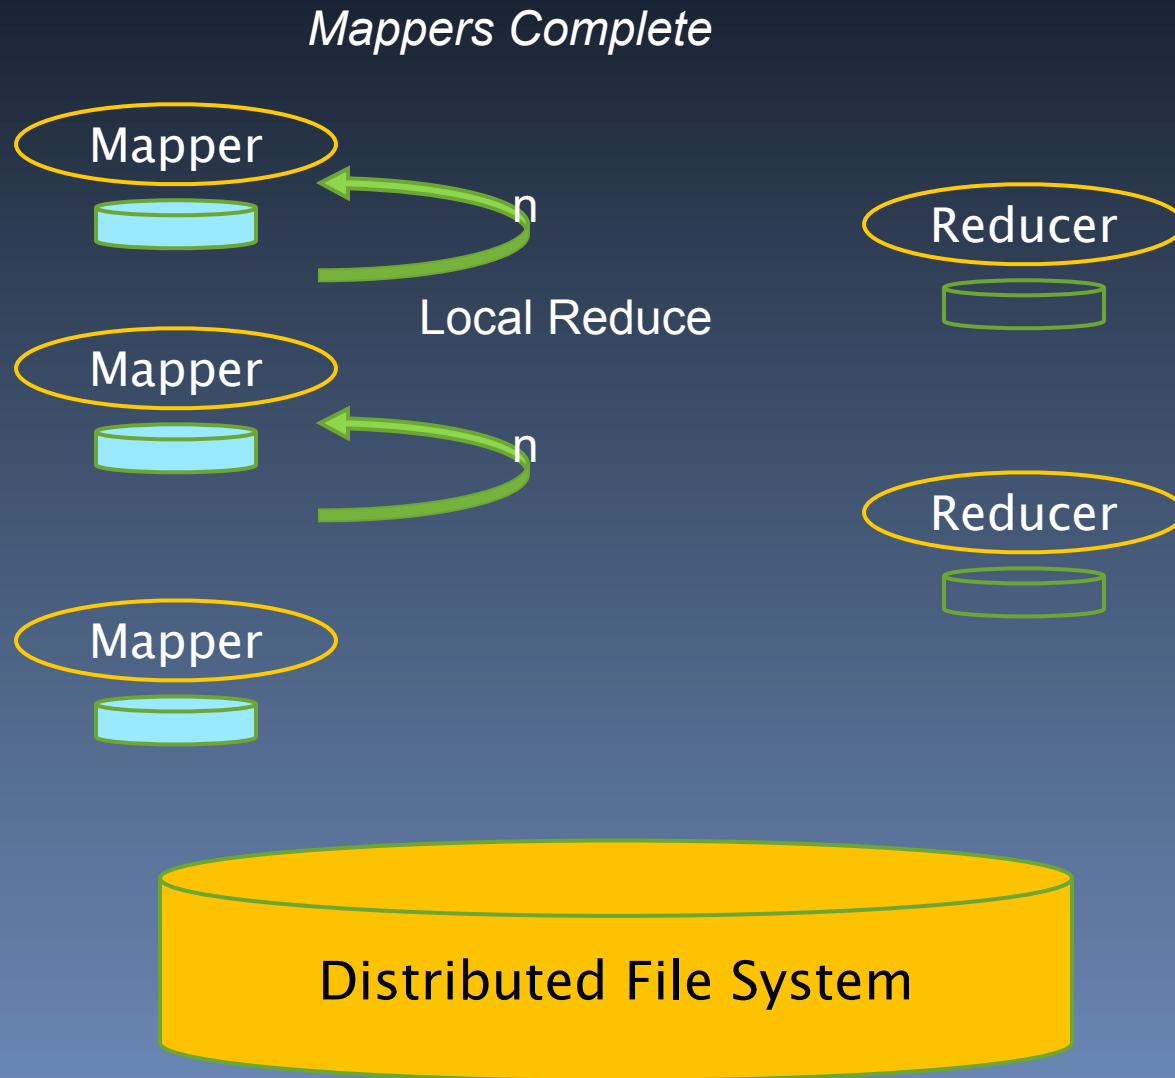 Mappers Complete
Mapper
n
Reducer
Local Reduce
Mapper
n
Reducer
Mapper
Distributed File System